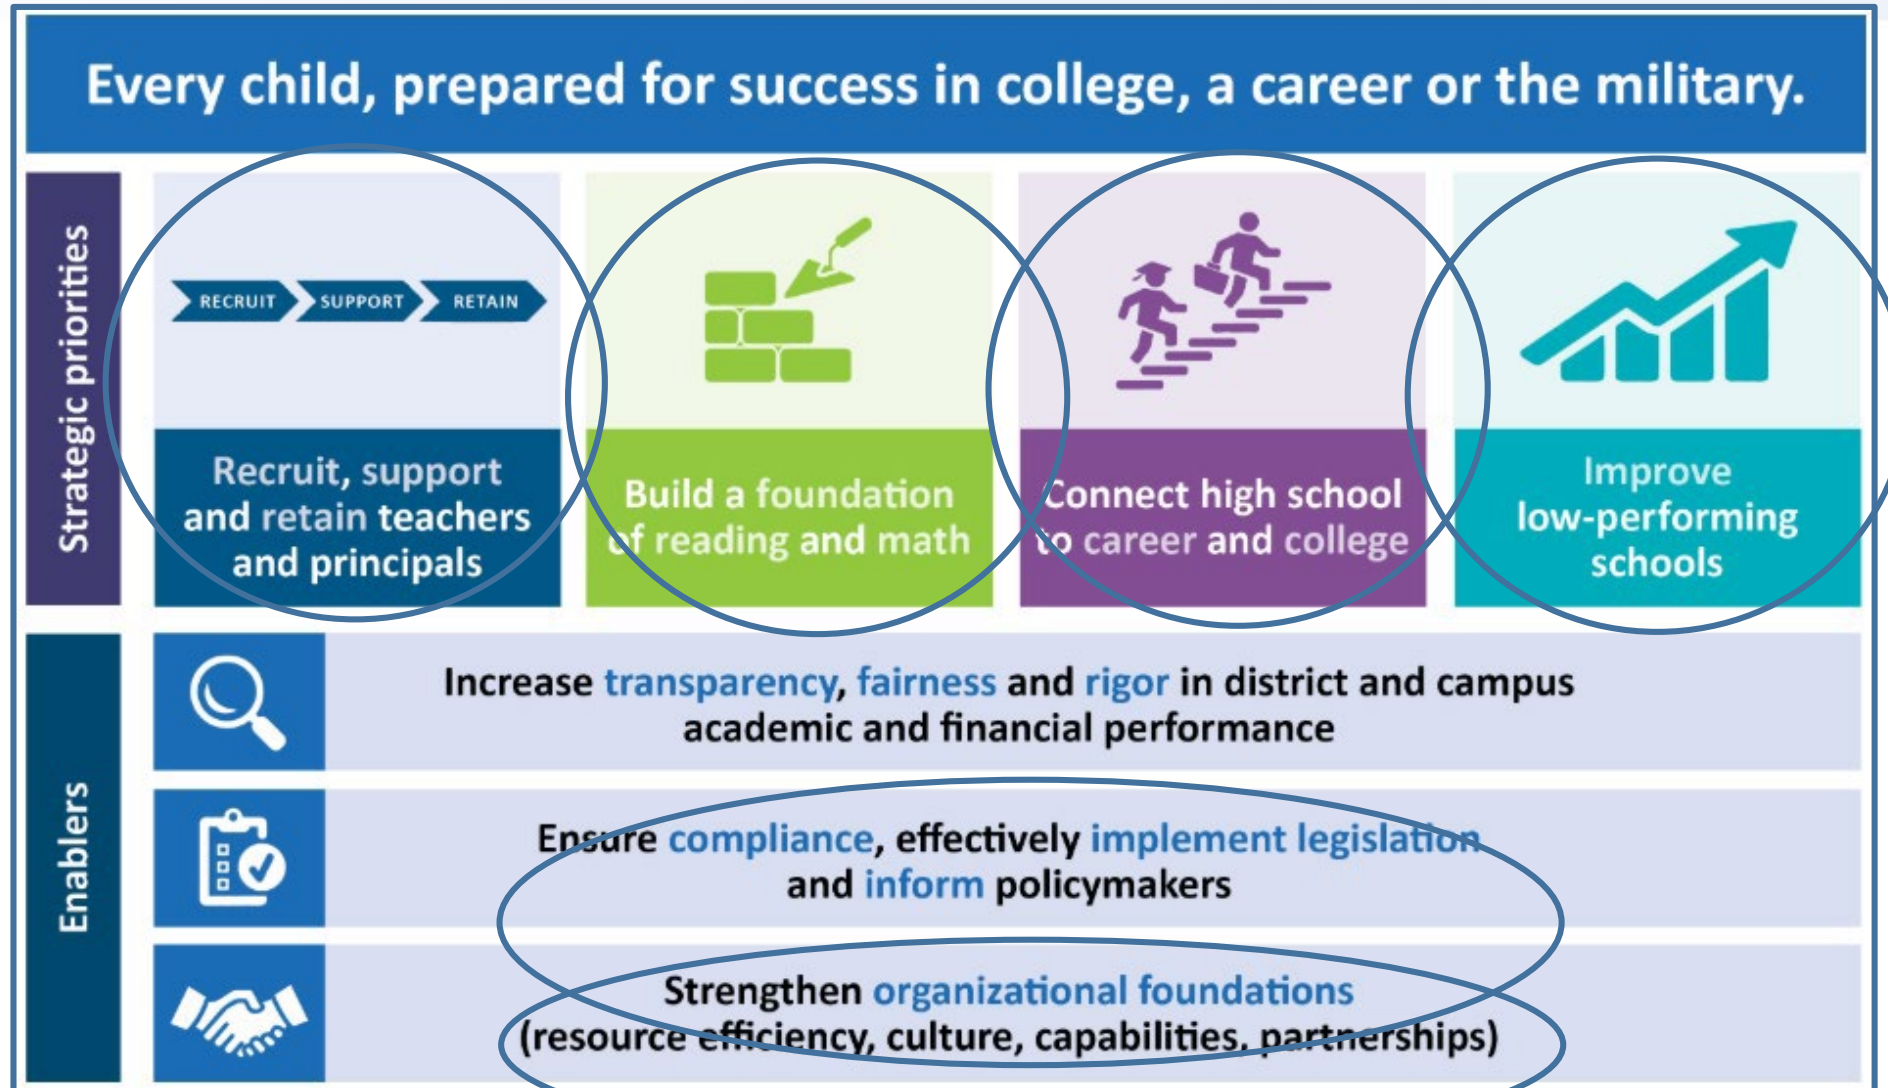 Every child, prepared for success in college, a career or the military.
Strategic priorities
RECRUIT
SUPPORT
RETAIN
Recruit, support
and retain teachers
and principals
Build a foundation
of reading and math
Connect high school
to career and college
Improve
low-performing
schools
Enablers
Increase transparency, fairness and rigor in district and campus
academic and financial performance
Ensure compliance, effectively implement legislation
and inform policymakers
Strengthen organizational foundations
(resource efficiency, culture, capabilities, partnerships)